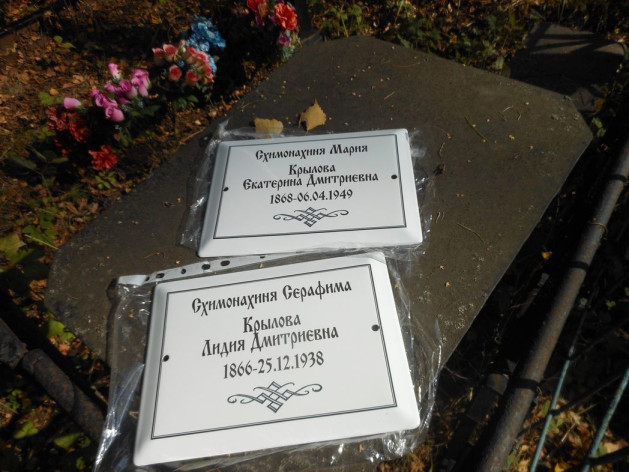 Схимонахиня Мария
Крылова
Екатерина Дмитриевна
1868-06.04.1949
Схимонахиня Серафима
Крылова
Лидия Дмитриевна
1866-25.12.1938